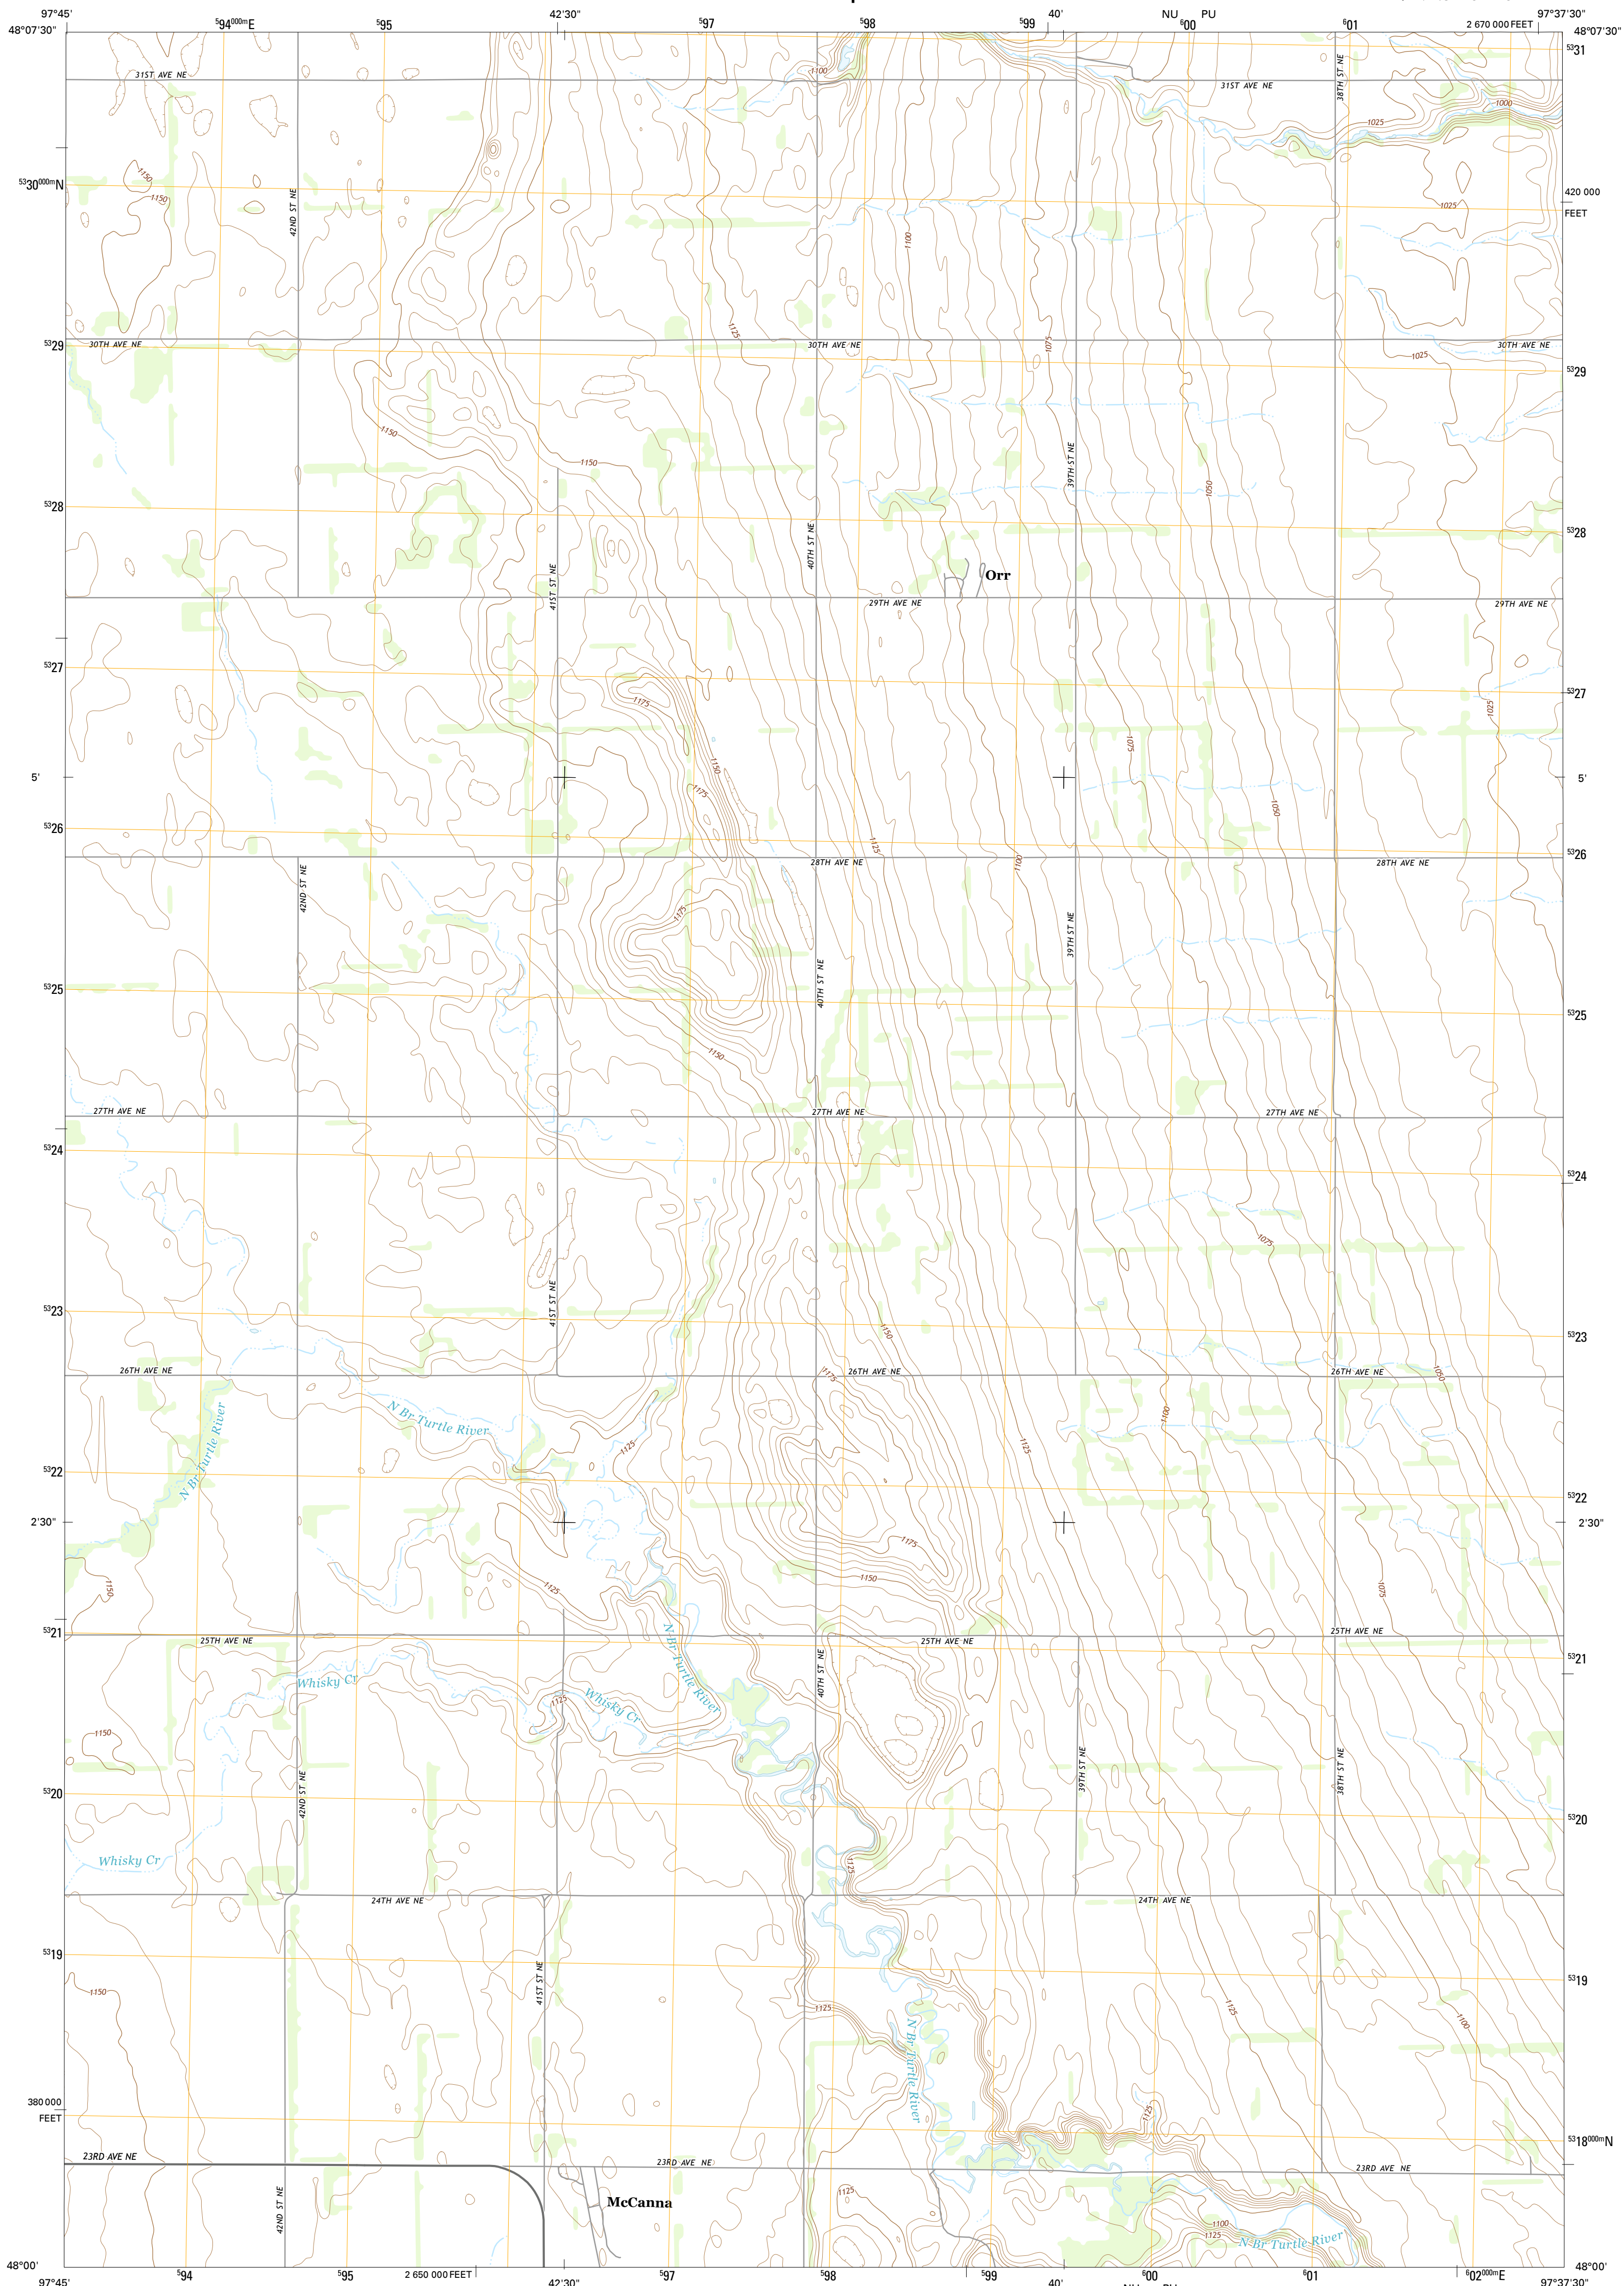 97°45'
⁵94⁰⁰⁰ᵐE
⁵95
42'30"
⁵97
⁵98
⁵99
40'
NU PU
⁶00
⁶01
2 670 000 FEET
97°37'30"
48°07'30"
48°07'30"
⁵³31
31ST AVE NE
1100
31ST AVE NE
38TH ST NE
1000
1025
1150
⁵³30⁰⁰⁰ᵐN
1150
42ND ST NE
420 000
FEET
1025
1100
1125
1075
⁵³29
30TH AVE NE
30TH AVE NE
30TH AVE NE
1025
⁵³29
1150
1150
39TH ST NE
1050
⁵³28
40TH ST NE
⁵³28
41ST ST NE
Orr
29TH AVE NE
29TH AVE NE
⁵³27
1175
⁵³27
1025
1075
1150
5'
5'
1175
1050
⁵³26
1125
⁵³26
28TH AVE NE
28TH AVE NE
1100
42ND ST NE
1175
39TH ST NE
⁵³25
40TH ST NE
⁵³25
1150
27TH AVE NE
27TH AVE NE
27TH AVE NE
⁵³24
⁵³24
1075
⁵³23
41ST ST NE
1150
⁵³23
26TH AVE NE
1175
26TH AVE NE
26TH AVE NE
1050
N Br Turtle River
N Br Turtle River
1100
1125
1125
⁵³22
⁵³22
2'30"
2'30"
1175
1150
1150
1125
1075
⁵³21
25TH AVE NE
25TH AVE NE
25TH AVE NE
⁵³21
N Br Turtle River
40TH ST NE
Whisky Cr
Whisky Cr
1125
1150
42ND ST NE
39TH ST NE
38TH ST NE
⁵³20
⁵³20
Whisky Cr
1125
24TH AVE NE
24TH AVE NE
⁵³19
⁵³19
41ST ST NE
1150
1125
1125
1100
N Br Turtle River
380 000
FEET
1125
⁵³18⁰⁰⁰ᵐN
23RD AVE NE
23RD AVE NE
23RD AVE NE
42ND ST NE
McCanna
1125
1100
1125
N Br Turtle River
48°00'
48°00'
97°45'
⁵94
⁵95
2 650 000 FEET
42'30"
⁵97
⁵98
⁵99
40'
⁶00
⁶01
⁶02⁰⁰⁰ᵐE
97°37'30"
NU PU